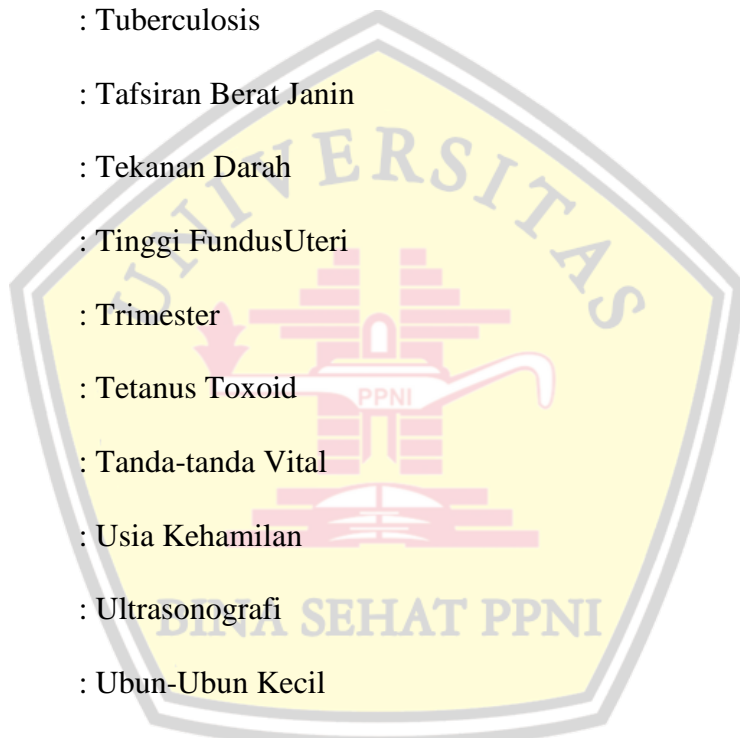 : Tuberculosis
: Tafsiran Berat Janin
: Tekanan Darah
: Tinggi FundusUteri
: Trimester
: Tetanus Toxoid
: Tanda-tanda Vital
: Usia Kehamilan
: Ultrasonografi
: Ubun-Ubun Kecil
UNIVERSITAS
PPNI
BINA SEHAT PPNI